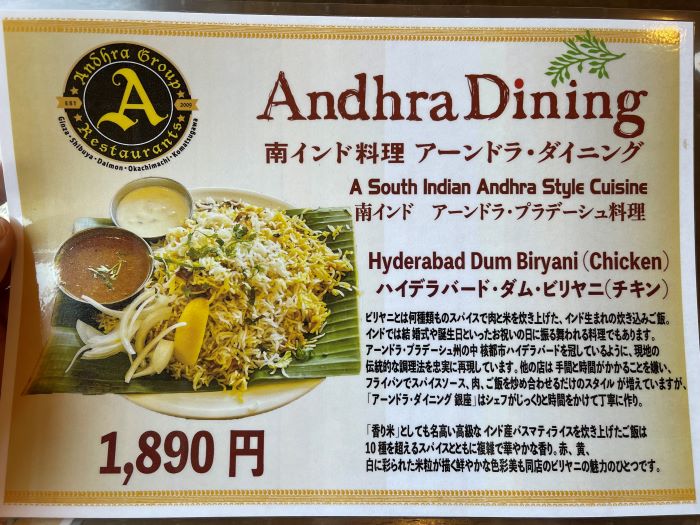 Andhra Group
EST 2009
A
Restaurants
Ginza・Shibuya・Daimon・Okachimachi・Komatsugawa
Andhra Dining
南インド料理 アーンドラ・ダイニング
A South Indian Andhra Style Cuisine
南インド アーンドラ・プラデーシュ料理
Hyderabad Dum Biryani(Chicken)
ハイデラバード・ダム・ビリヤニ(チキン)
ビリヤニとは何種類ものスパイスで肉と米を炊き上げた、インド生まれの炊き込みご飯。
インドでは結 婚式や誕生日といったお祝いの日に振る舞われる料理でもあります。
アーンドラ・プラデーシュ州の中 核都市ハイデラバードを冠しているように、現地の
伝統的な調理法を忠実に再現しています。他の店は 手間と時間がかかることを嫌い、
フライパンでスパイスソース、肉、ご飯を炒め合わせるだけのスタイル が増えていますが、
「アーンドラ・ダイニング 銀座」はシェフがじっくりと時間をかけて丁寧に作り。
「香り米」としても名高い高級な インド産バスマティライスを炊き上げたご飯は
10 種を超えるスパイスとともに複雑で華やかな香り。赤、黄、
白に彩られた米粒が描く鮮やかな色彩美も同店のビリヤニの魅力のひとつです。
1,890 円